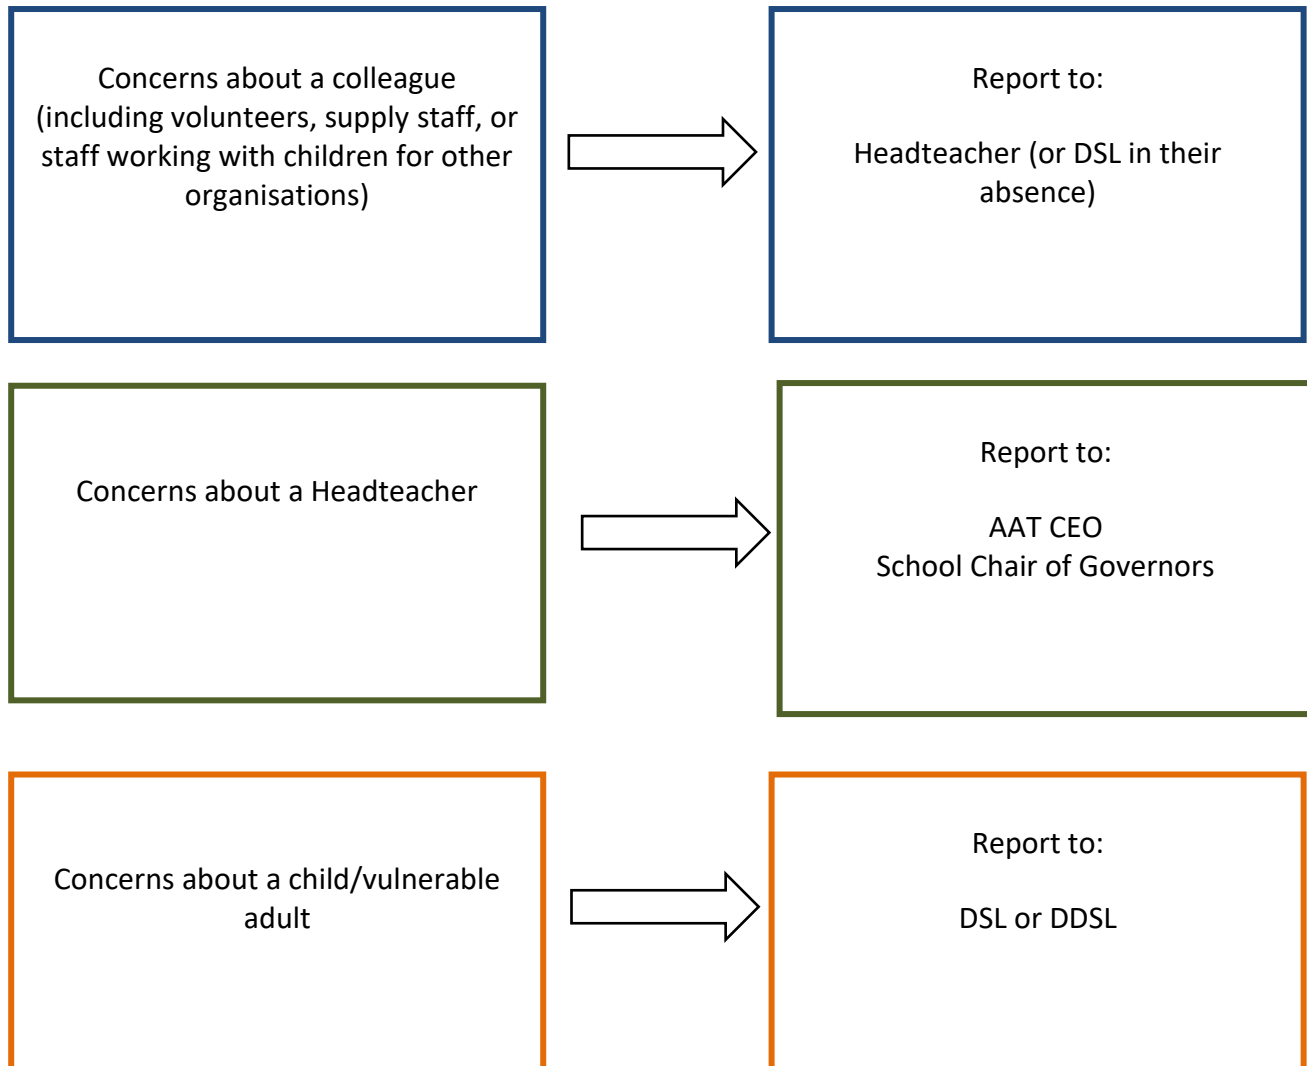 Concerns about a colleague
(including volunteers, supply staff, or
staff working with children for other
organisations)
Report to:
Headteacher (or DSL in their
absence)
Concerns about a Headteacher
Report to:
AAT CEO
School Chair of Governors
Concerns about a child/vulnerable
adult
Report to:
DSL or DDSL